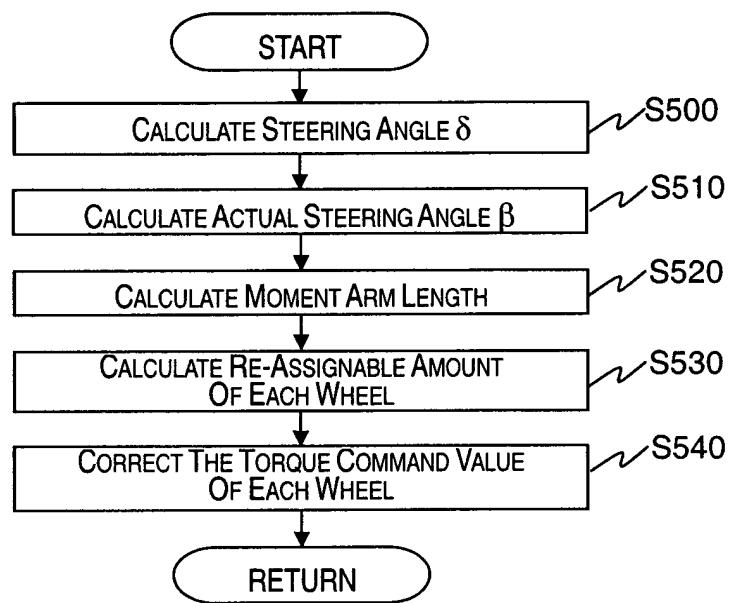 START
CALCULATE STEERING ANGLE δ
S500
CALCULATE ACTUAL STEERING ANGLE β
S510
CALCULATE MOMENT ARM LENGTH
S520
CALCULATE RE-ASSIGNABLE AMOUNT
OF EACH WHEEL
S530
CORRECT THE TORQUE COMMAND VALUE
OF EACH WHEEL
S540
RETURN